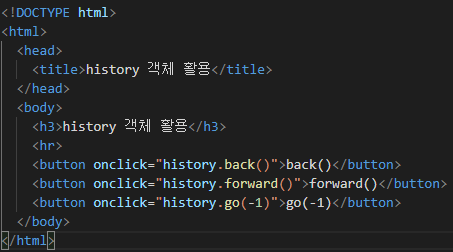 <!DOCTYPE html>
<html>
<head>
<title>history 객체 활용</title>
</head>
<body>
<h3>history 객체 활용</h3>
<hr>
<button onclick="history.back()">back()</button>
<button onclick="history.forward()">forward()</button>
<button onclick="history.go(-1)">go(-1)</button>
</body>
</html>